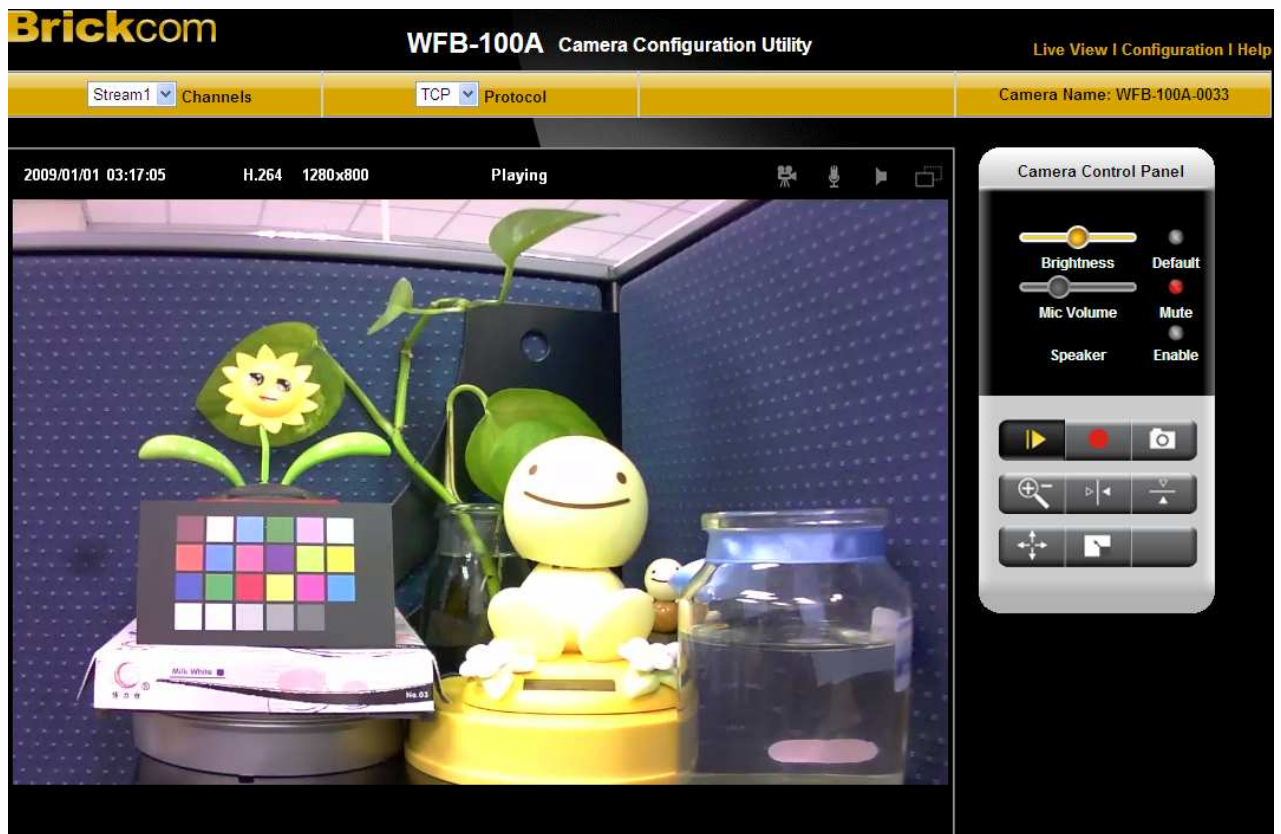 Brickcom
WFB-100A Camera Configuration Utility
Live View I Configuration I Help
Stream1 Channels
TCP Protocol
Camera Name: WFB-100A-0033
2009/01/01 03:17:05 H.264 1280x800 Playing
Camera Control Panel
Brightness Default
Mic Volume Mute
Speaker Enable
Milk White
No.03